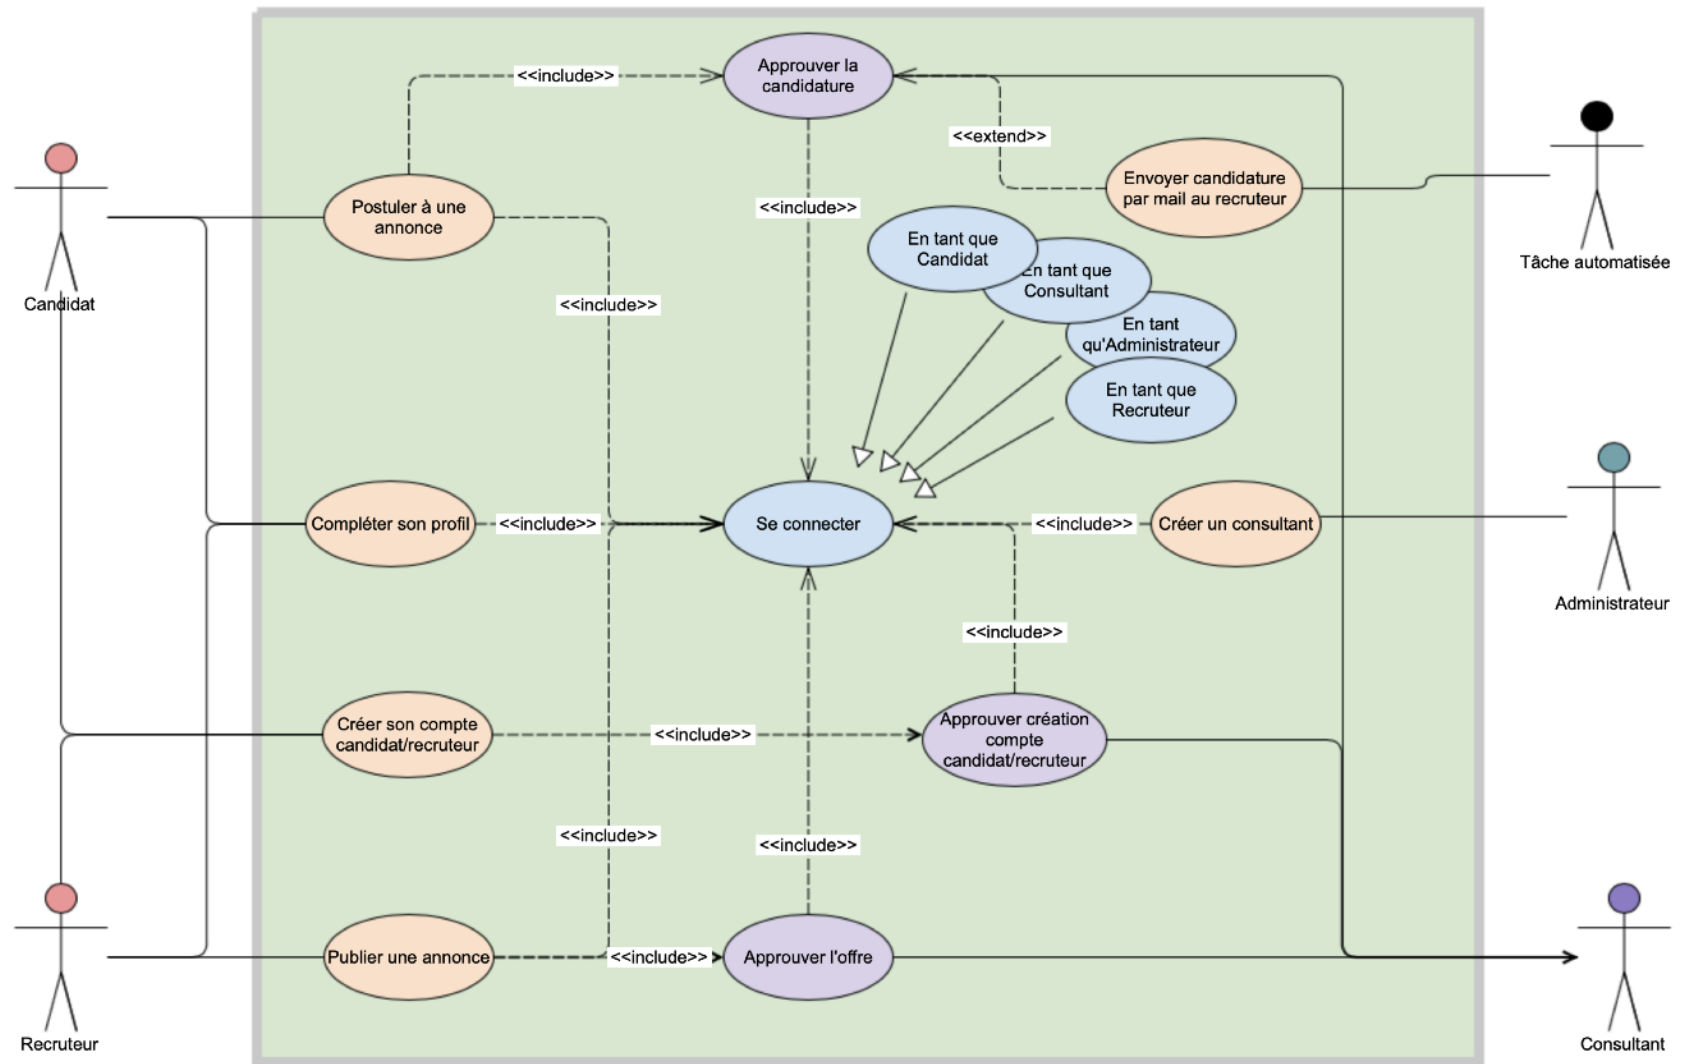 Approuver la
candidature
<<include>>
<<extend>>
Envoyer candidature
par mail au recruteur
Tâche automatisée
Candidat
Postuler à une
annonce
<<include>>
En tant que
Candidat
En tant que
Consultant
En tant
qu'Administrateur
En tant que
Recruteur
<<include>>
Compléter son profil
<<include>>
Se connecter
<<include>>
Créer un consultant
Administrateur
<<include>>
Créer son compte
candidat/recruteur
<<include>>
Approuver création
compte
candidat/recruteur
<<include>>
<<include>>
Publier une annonce
<<include>>
Approuver l'offre
Recruteur
Consultant